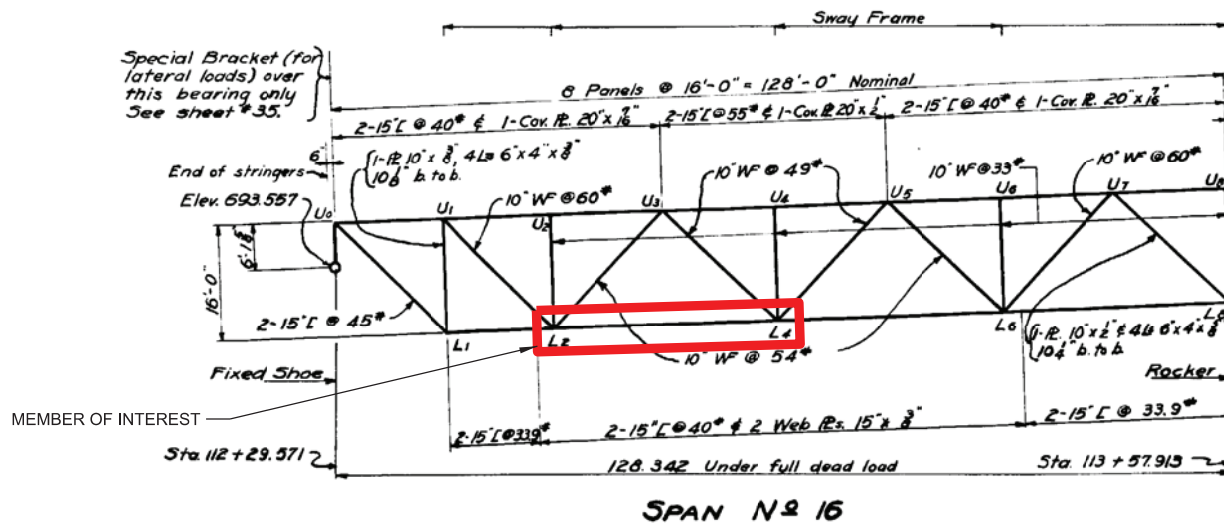 Sway Frame
Special Bracket (for
lateral loads) over
this bearing only
See sheet #35.
8 Panels @ 16'-0" = 128'-0" Nominal
2-15"[ @ 40# & 1-Cov. PL. 20" x 7/16"
2-15"[ @ 55# & 1-Cov. PL 20" x 1/2"
2-15"[ @ 40# & 1-Cov. PL. 20" x 7/16"
6"
End of stringers
1-PL 10" x 3/8", 4 Ls 6" x 4" x 3/8"
10 1/8" b. to b.
Elev. 693.557
10" WF @ 60#
10" WF @ 49#
10" WF @ 33#
10" WF @ 60#
U0
U1
U2
U3
U4
U5
U6
U7
U8
16'-0"
2-15"[ @ 45#
L1
L2
L4
L6
L8
10" WF @ 54#
1-PL. 10" x 1/2" & 4 Ls 6" x 4" x 3/8"
10 1/4" b. to b.
Fixed Shoe
Rocker
MEMBER OF INTEREST
2-15"[ @ 33.9#
2-15"[ @ 40# & 2 Web PLs. 15" x 3/8"
2-15"[ @ 33.9#
Sta. 112 + 29.571
128.342 Under full dead load
Sta. 113 + 57.913
SPAN No 16